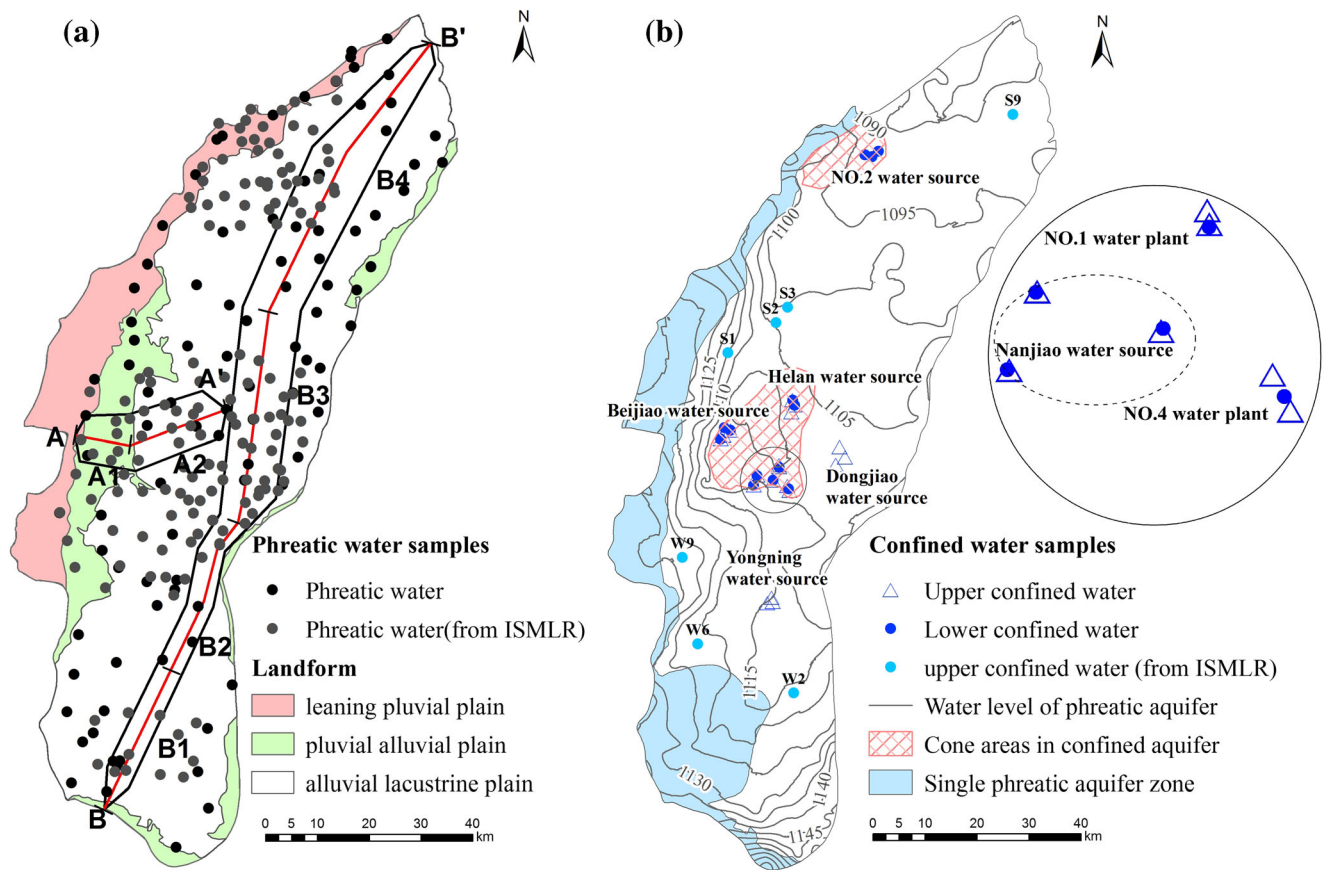 (a)
N
B'
B4
A'
B3
A
A1
A2
B2
B1
B
Phreatic water samples
Phreatic water
Phreatic water(from ISMLR)
Landform
leaning pluvial plain
pluvial alluvial plain
alluvial lacustrine plain
0 5 10 20 30 40
km
(b)
N
S9
1090
NO.2 water source
1095
1100
S3
S2
S1
1125
Helan water source
1105
Beijiao water source
Dongjiao
water source
W9
Yongning
water source
W6
1115
W2
1130
1140
1145
NO.1 water plant
Nanjiao water source
NO.4 water plant
Confined water samples
Upper confined water
Lower confined water
upper confined water (from ISMLR)
Water level of phreatic aquifer
Cone areas in confined aquifer
Single phreatic aquifer zone
0 5 10 20 30 40
km